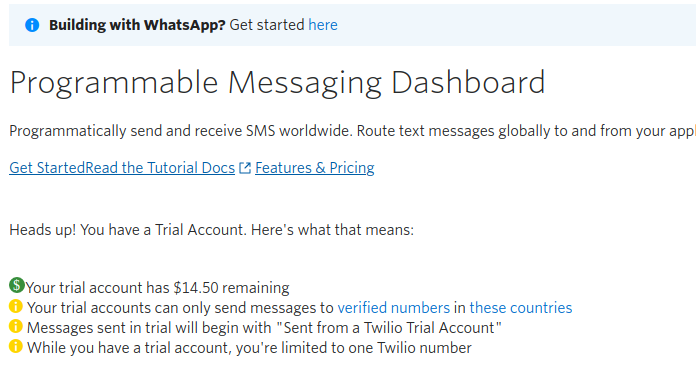 Building with WhatsApp? Get started here
Programmable Messaging Dashboard
Programmatically send and receive SMS worldwide. Route text messages globally to and from your appl
Get StartedRead the Tutorial Docs Features & Pricing
Heads up! You have a Trial Account. Here's what that means:
$ Your trial account has $14.50 remaining
Your trial accounts can only send messages to verified numbers in these countries
Messages sent in trial will begin with "Sent from a Twilio Trial Account"
While you have a trial account, you're limited to one Twilio number